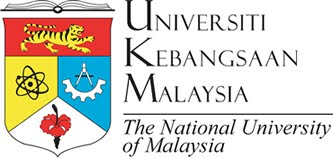 UNIVERSITI
KEBANGSAAN
MALAYSIA
The National University
of Malaysia